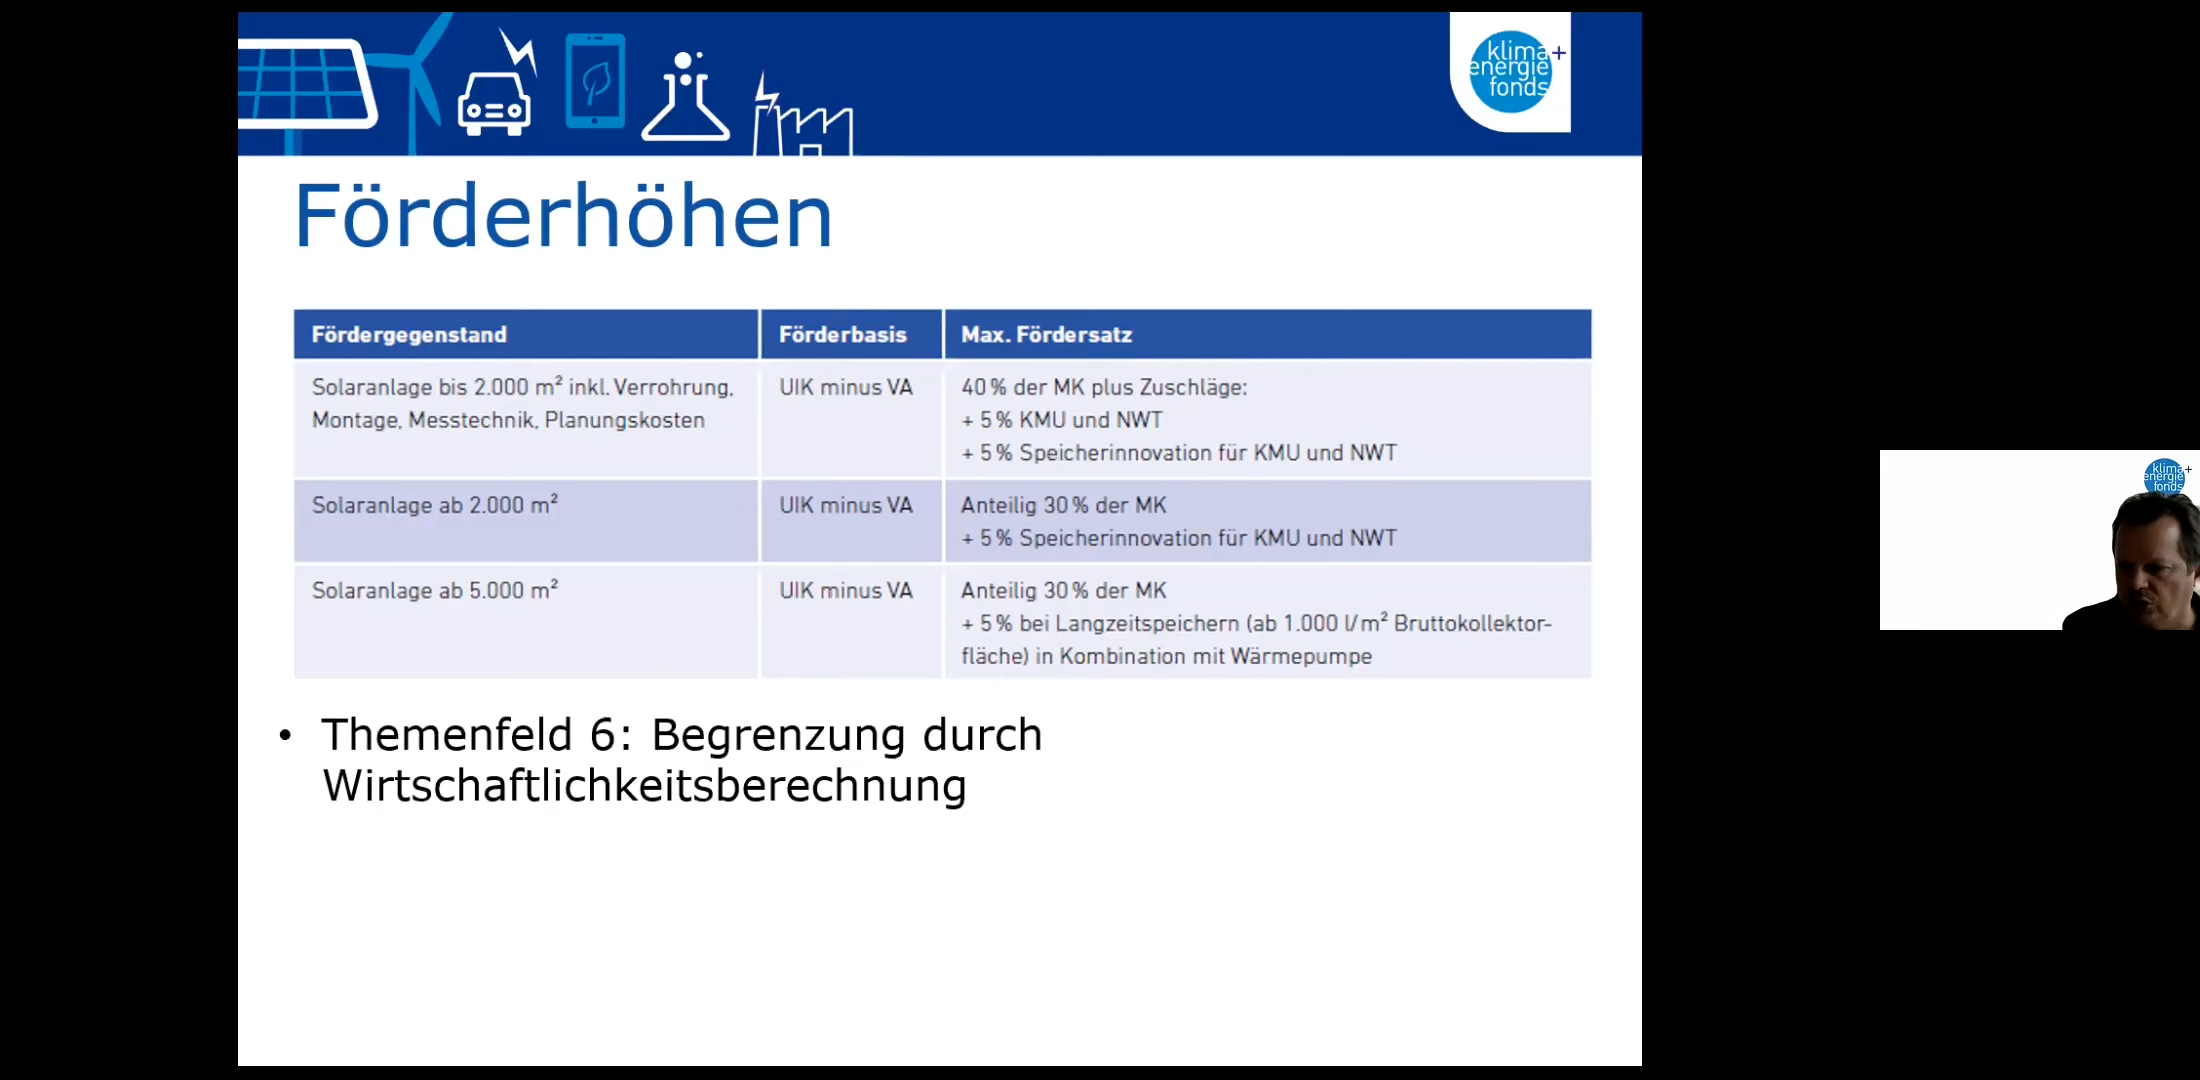 klima+
energie
fonds
Förderhöhen
Fördergegenstand
Förderbasis
Max. Fördersatz
Solaranlage bis 2.000 m² inkl. Verrohrung,
Montage, Messtechnik, Planungskosten
UIK minus VA
40 % der MK plus Zuschläge:
+ 5 % KMU und NWT
+ 5 % Speicherinnovation für KMU und NWT
Solaranlage ab 2.000 m²
UIK minus VA
Anteilig 30 % der MK
+ 5 % Speicherinnovation für KMU und NWT
Solaranlage ab 5.000 m²
UIK minus VA
Anteilig 30 % der MK
+ 5 % bei Langzeitspeichern (ab 1.000 l/m² Bruttokollektor-
fläche) in Kombination mit Wärmepumpe
• Themenfeld 6: Begrenzung durch
Wirtschaftlichkeitsberechnung
klima+
energie
fonds